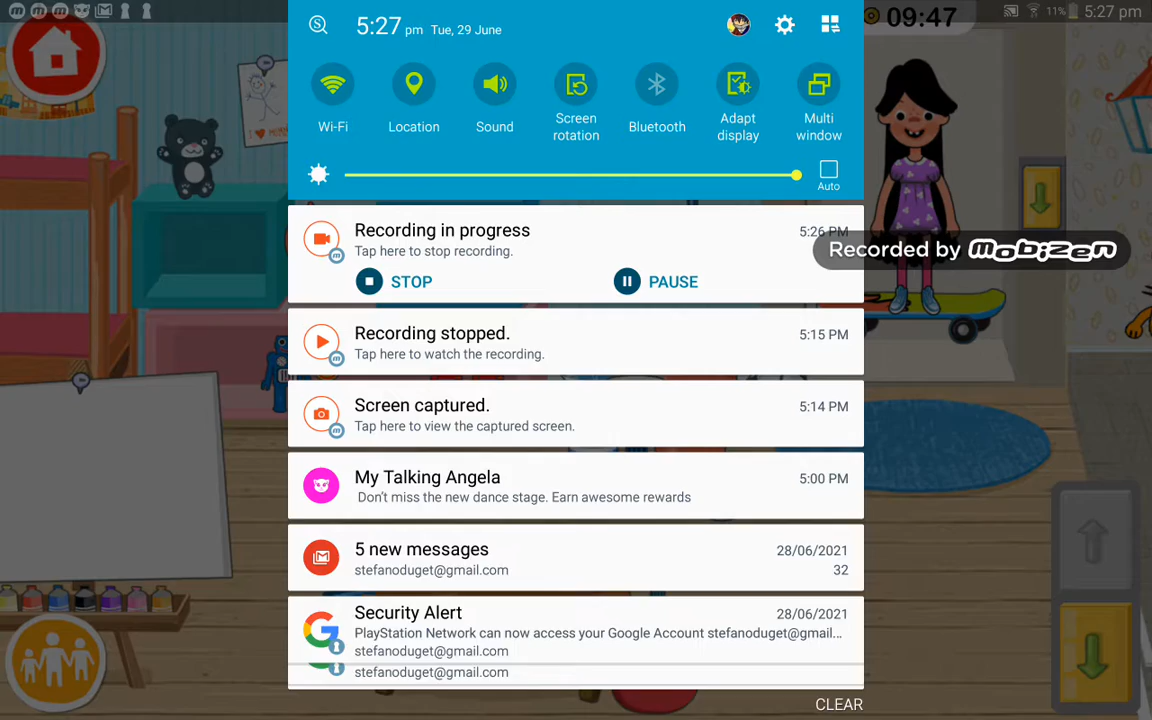 09:47
11% 5:27 pm
5:27 pm Tue, 29 June
Wi-Fi
Location
Sound
Screen
rotation
Bluetooth
Adapt
display
Multi
window
Auto
Recording in progress 5:26 PM
Tap here to stop recording.
STOP PAUSE
Recorded by mobizen
Recording stopped. 5:15 PM
Tap here to watch the recording.
Screen captured. 5:14 PM
Tap here to view the captured screen.
My Talking Angela 5:00 PM
Don't miss the new dance stage. Earn awesome rewards
5 new messages 28/06/2021
stefanoduget@gmail.com 32
Security Alert 28/06/2021
PlayStation Network can now access your Google Account stefanoduget@gmail...
stefanoduget@gmail.com
stefanoduget@gmail.com
CLEAR